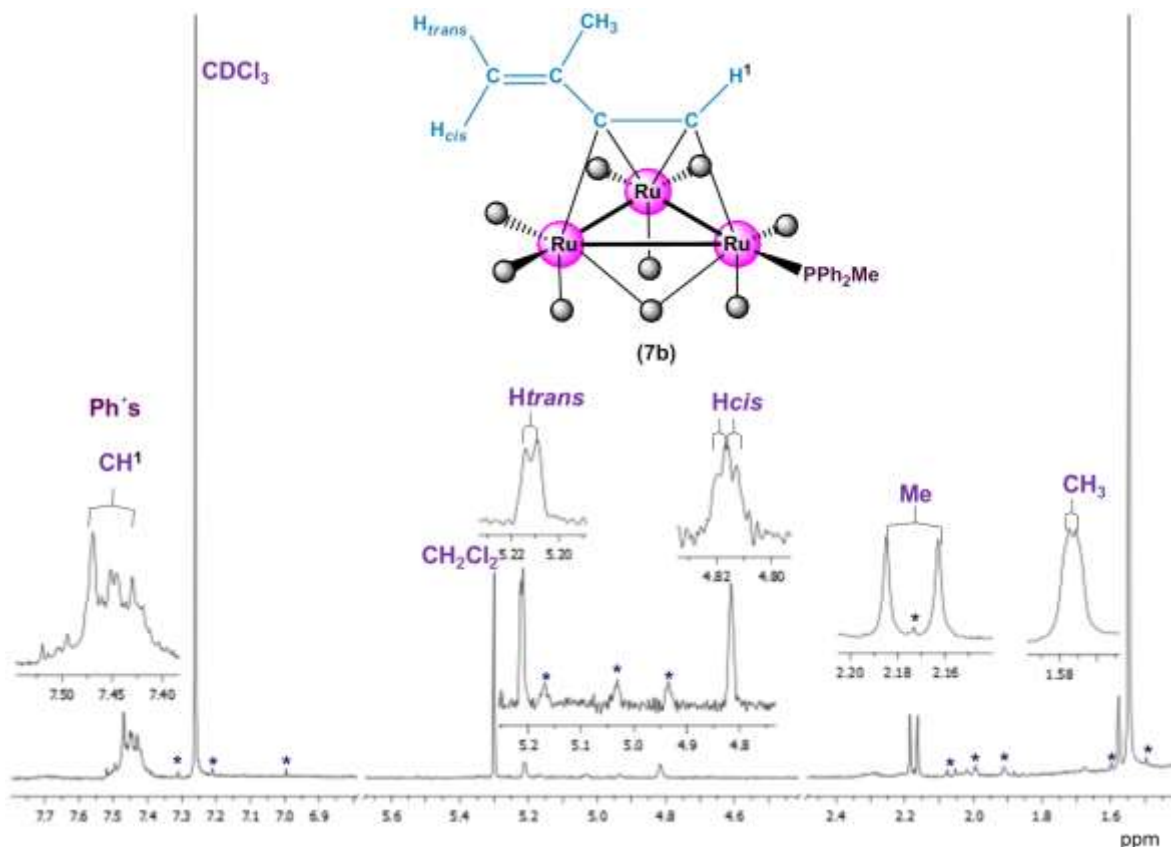 Htrans
CH3
CDCl3
C
C
H1
Hcis
C
C
Ru
Ru
Ru
PPh2Me
(7b)
Ph´s
Htrans
Hcis
CH1
Me
CH3
*
5.22 5.20
4.82 4.80
CH2Cl2
7.50 7.45 7.40
2.20 2.18 2.16
1.58
* * *
5.2 5.1 5.0 4.9 4.8
* * *
* * * * *
7.7 7.6 7.5 7.4 7.3 7.2 7.1 7.0 6.9
5.6 5.4 5.2 5.0 4.8 4.6
2.2 2.0 1.8 1.6
ppm